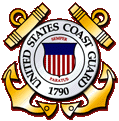 UNITED STATES COAST GUARD
SEMPER
PARATUS
1790